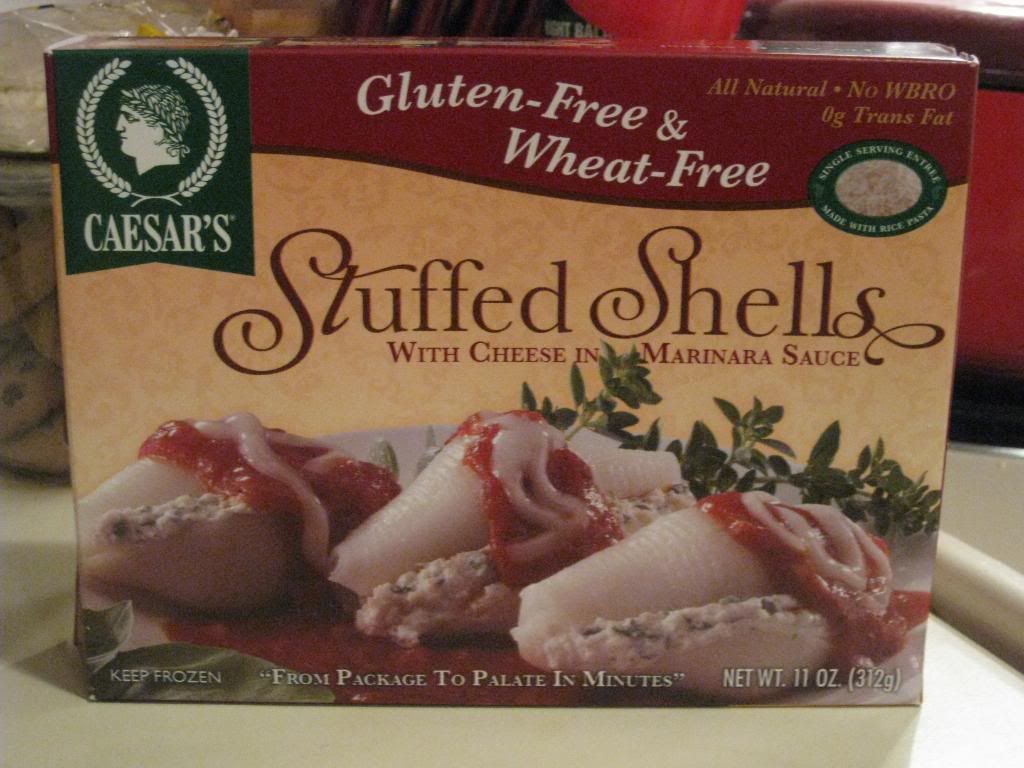 CAESAR'S
Gluten-Free &
Wheat-Free
All Natural • No WBRO
0g Trans Fat
SINGLE SERVING ENTREE
MADE WITH RICE PASTA
Stuffed Shells
WITH CHEESE IN MARINARA SAUCE
KEEP FROZEN
"FROM PACKAGE TO PALATE IN MINUTES"
NET WT. 11 OZ. (312g)